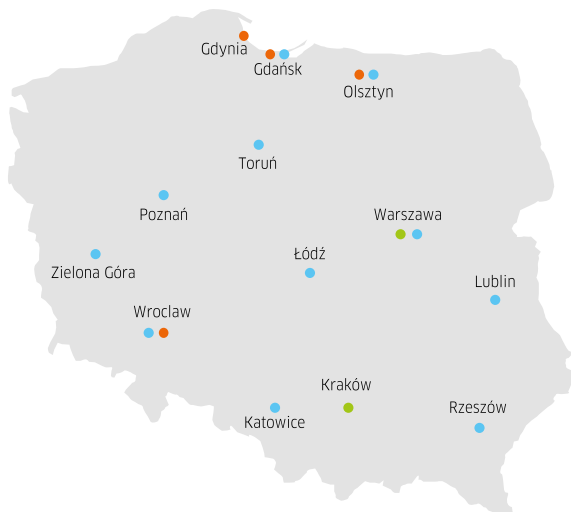 Gdynia
Gdańsk
Olsztyn
Toruń
Poznań
Warszawa
Łódź
Zielona Góra
Lublin
Wroclaw
Kraków
Rzeszów
Katowice